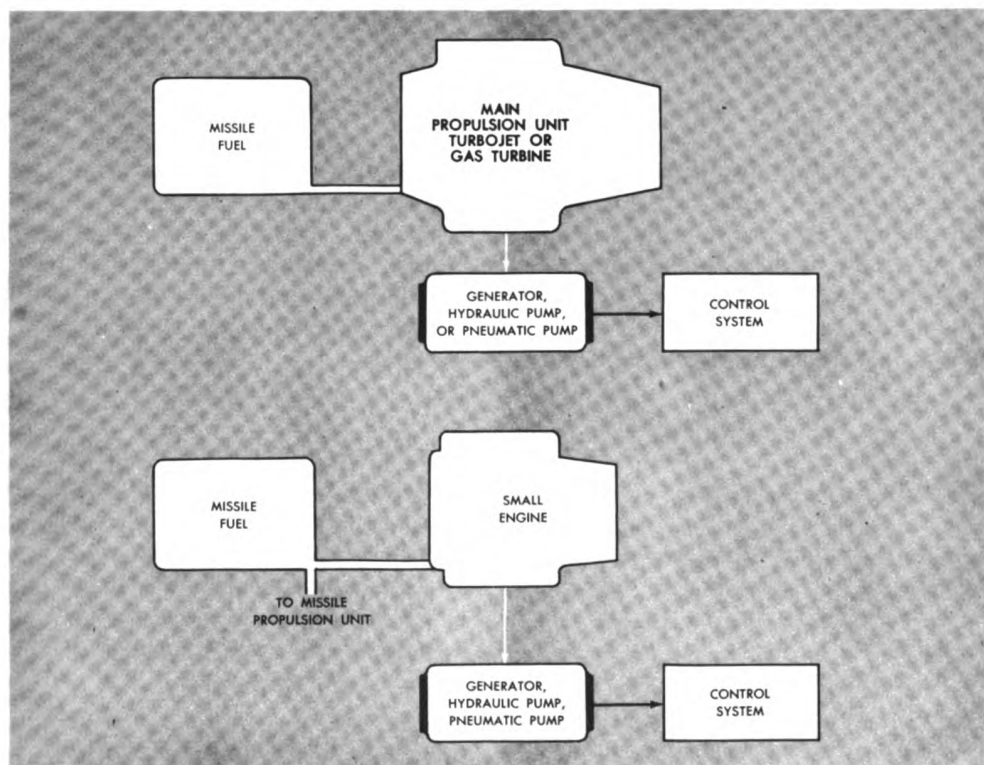 MISSILE
FUEL
MAIN
PROPULSION UNIT
TURBOJET OR
GAS TURBINE
GENERATOR,
HYDRAULIC PUMP,
OR PNEUMATIC PUMP
CONTROL
SYSTEM
MISSILE
FUEL
SMALL
ENGINE
TO MISSILE
PROPULSION UNIT
GENERATOR,
HYDRAULIC PUMP,
PNEUMATIC PUMP
CONTROL
SYSTEM